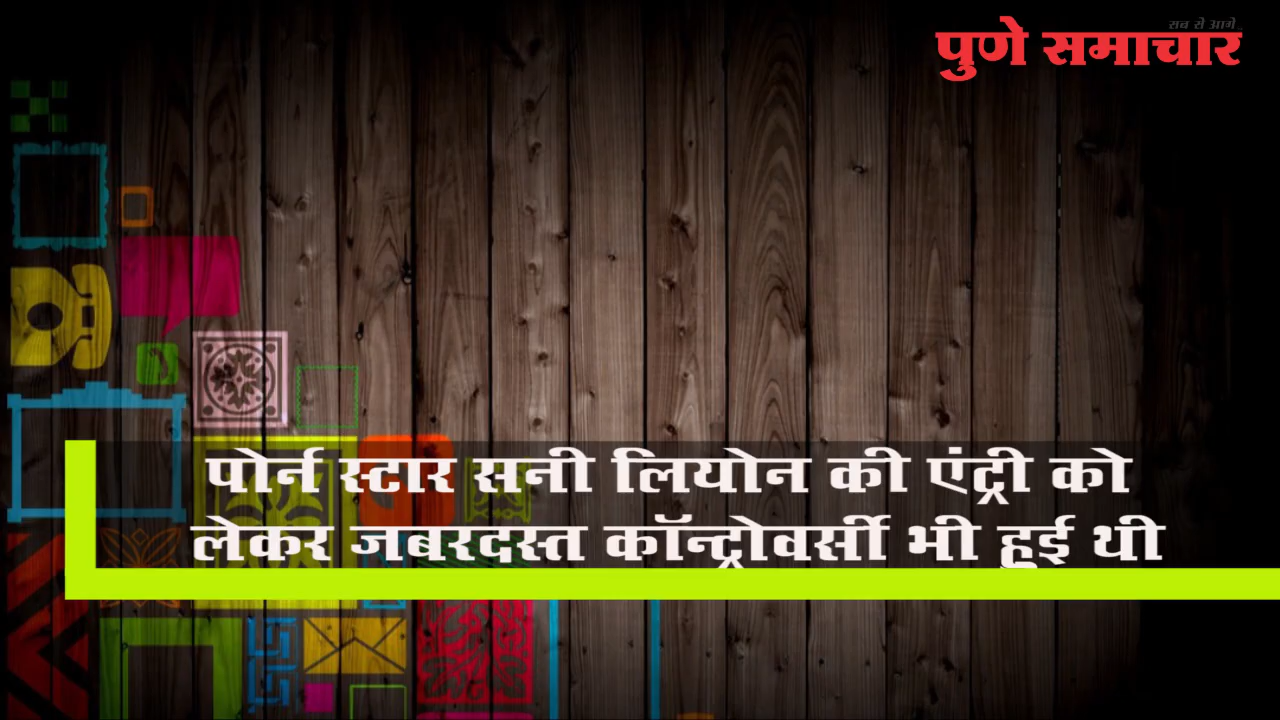 सब से आगे
पुणे समाचार
पोर्न स्टार सनी लियोन की एंट्री को
लेकर जबरदस्त कॉन्ट्रोवर्सी भी हुई थी